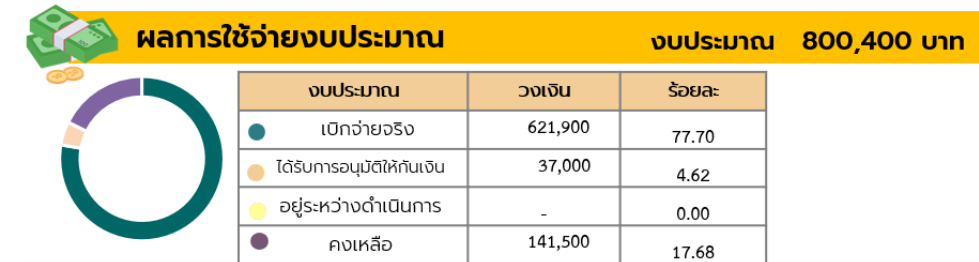 ผลการใช้จ่ายงบประมาณ งบประมาณ 800,400 บาท
งบประมาณ วงเงิน ร้อยละ
เบิกจ่ายจริง 621,900 77.70
ได้รับการอนุมัติให้กันเงิน 37,000 4.62
อยู่ระหว่างดำเนินการ - 0.00
คงเหลือ 141,500 17.68